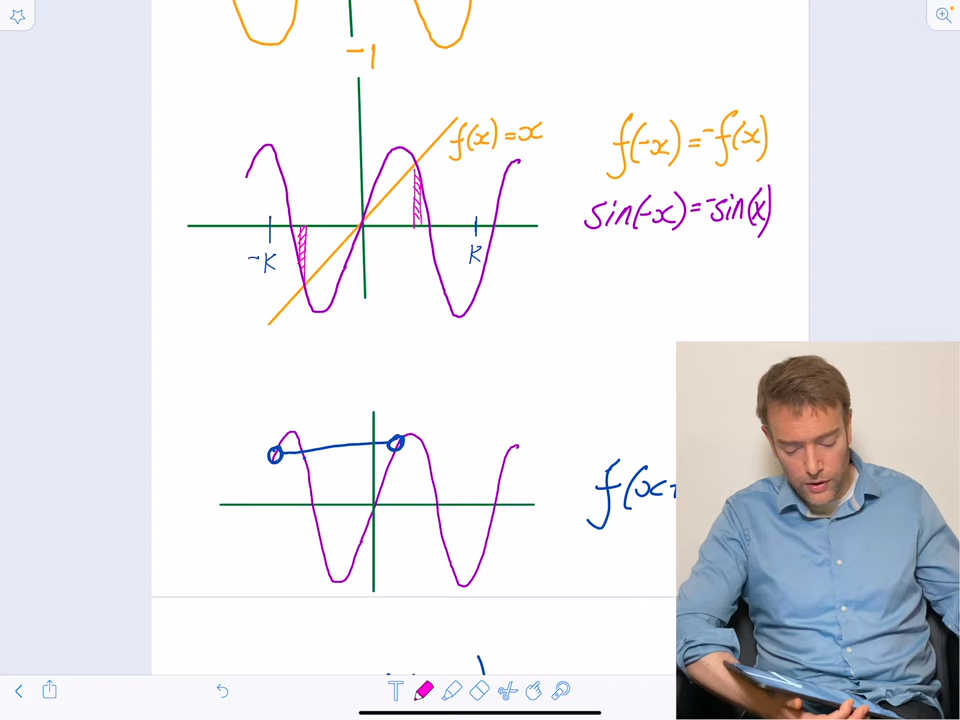 -1
f(x)=x
f(-x)=-f(x)
sin(-x)=-sin(x)
-K
K
f(x+
T